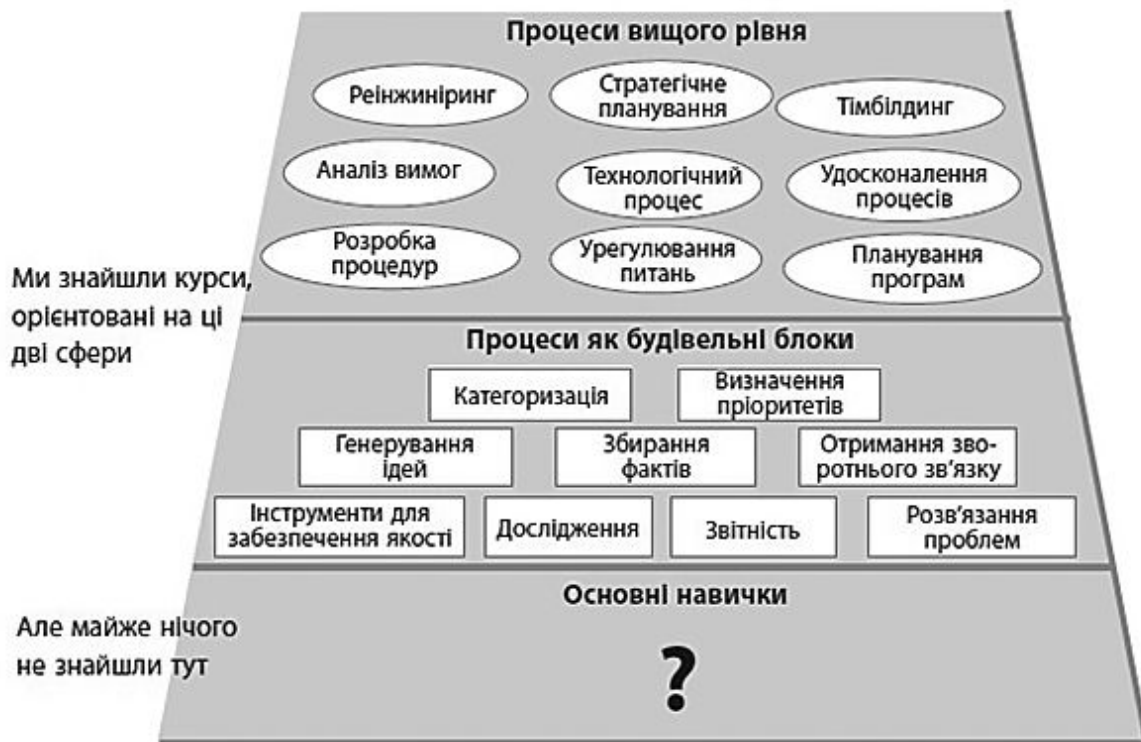 Процеси вищого рівня
Реінжиніринг
Стратегічне
планування
Тімбілдинг
Аналіз вимог
Технологічний
процес
Удосконалення
процесів
Розробка
процедур
Урегулювання
питань
Планування
програм
Ми знайшли курси,
орієнтовані на ці
дві сфери
Процеси як будівельні блоки
Категоризація
Визначення
пріоритетів
Генерування
ідей
Збирання
фактів
Отримання зво-
ротнього зв’язку
Інструменти для
забезпечення якості
Дослідження
Звітність
Розв’язання
проблем
Основні навички
Але майже нічого
не знайшли тут
?